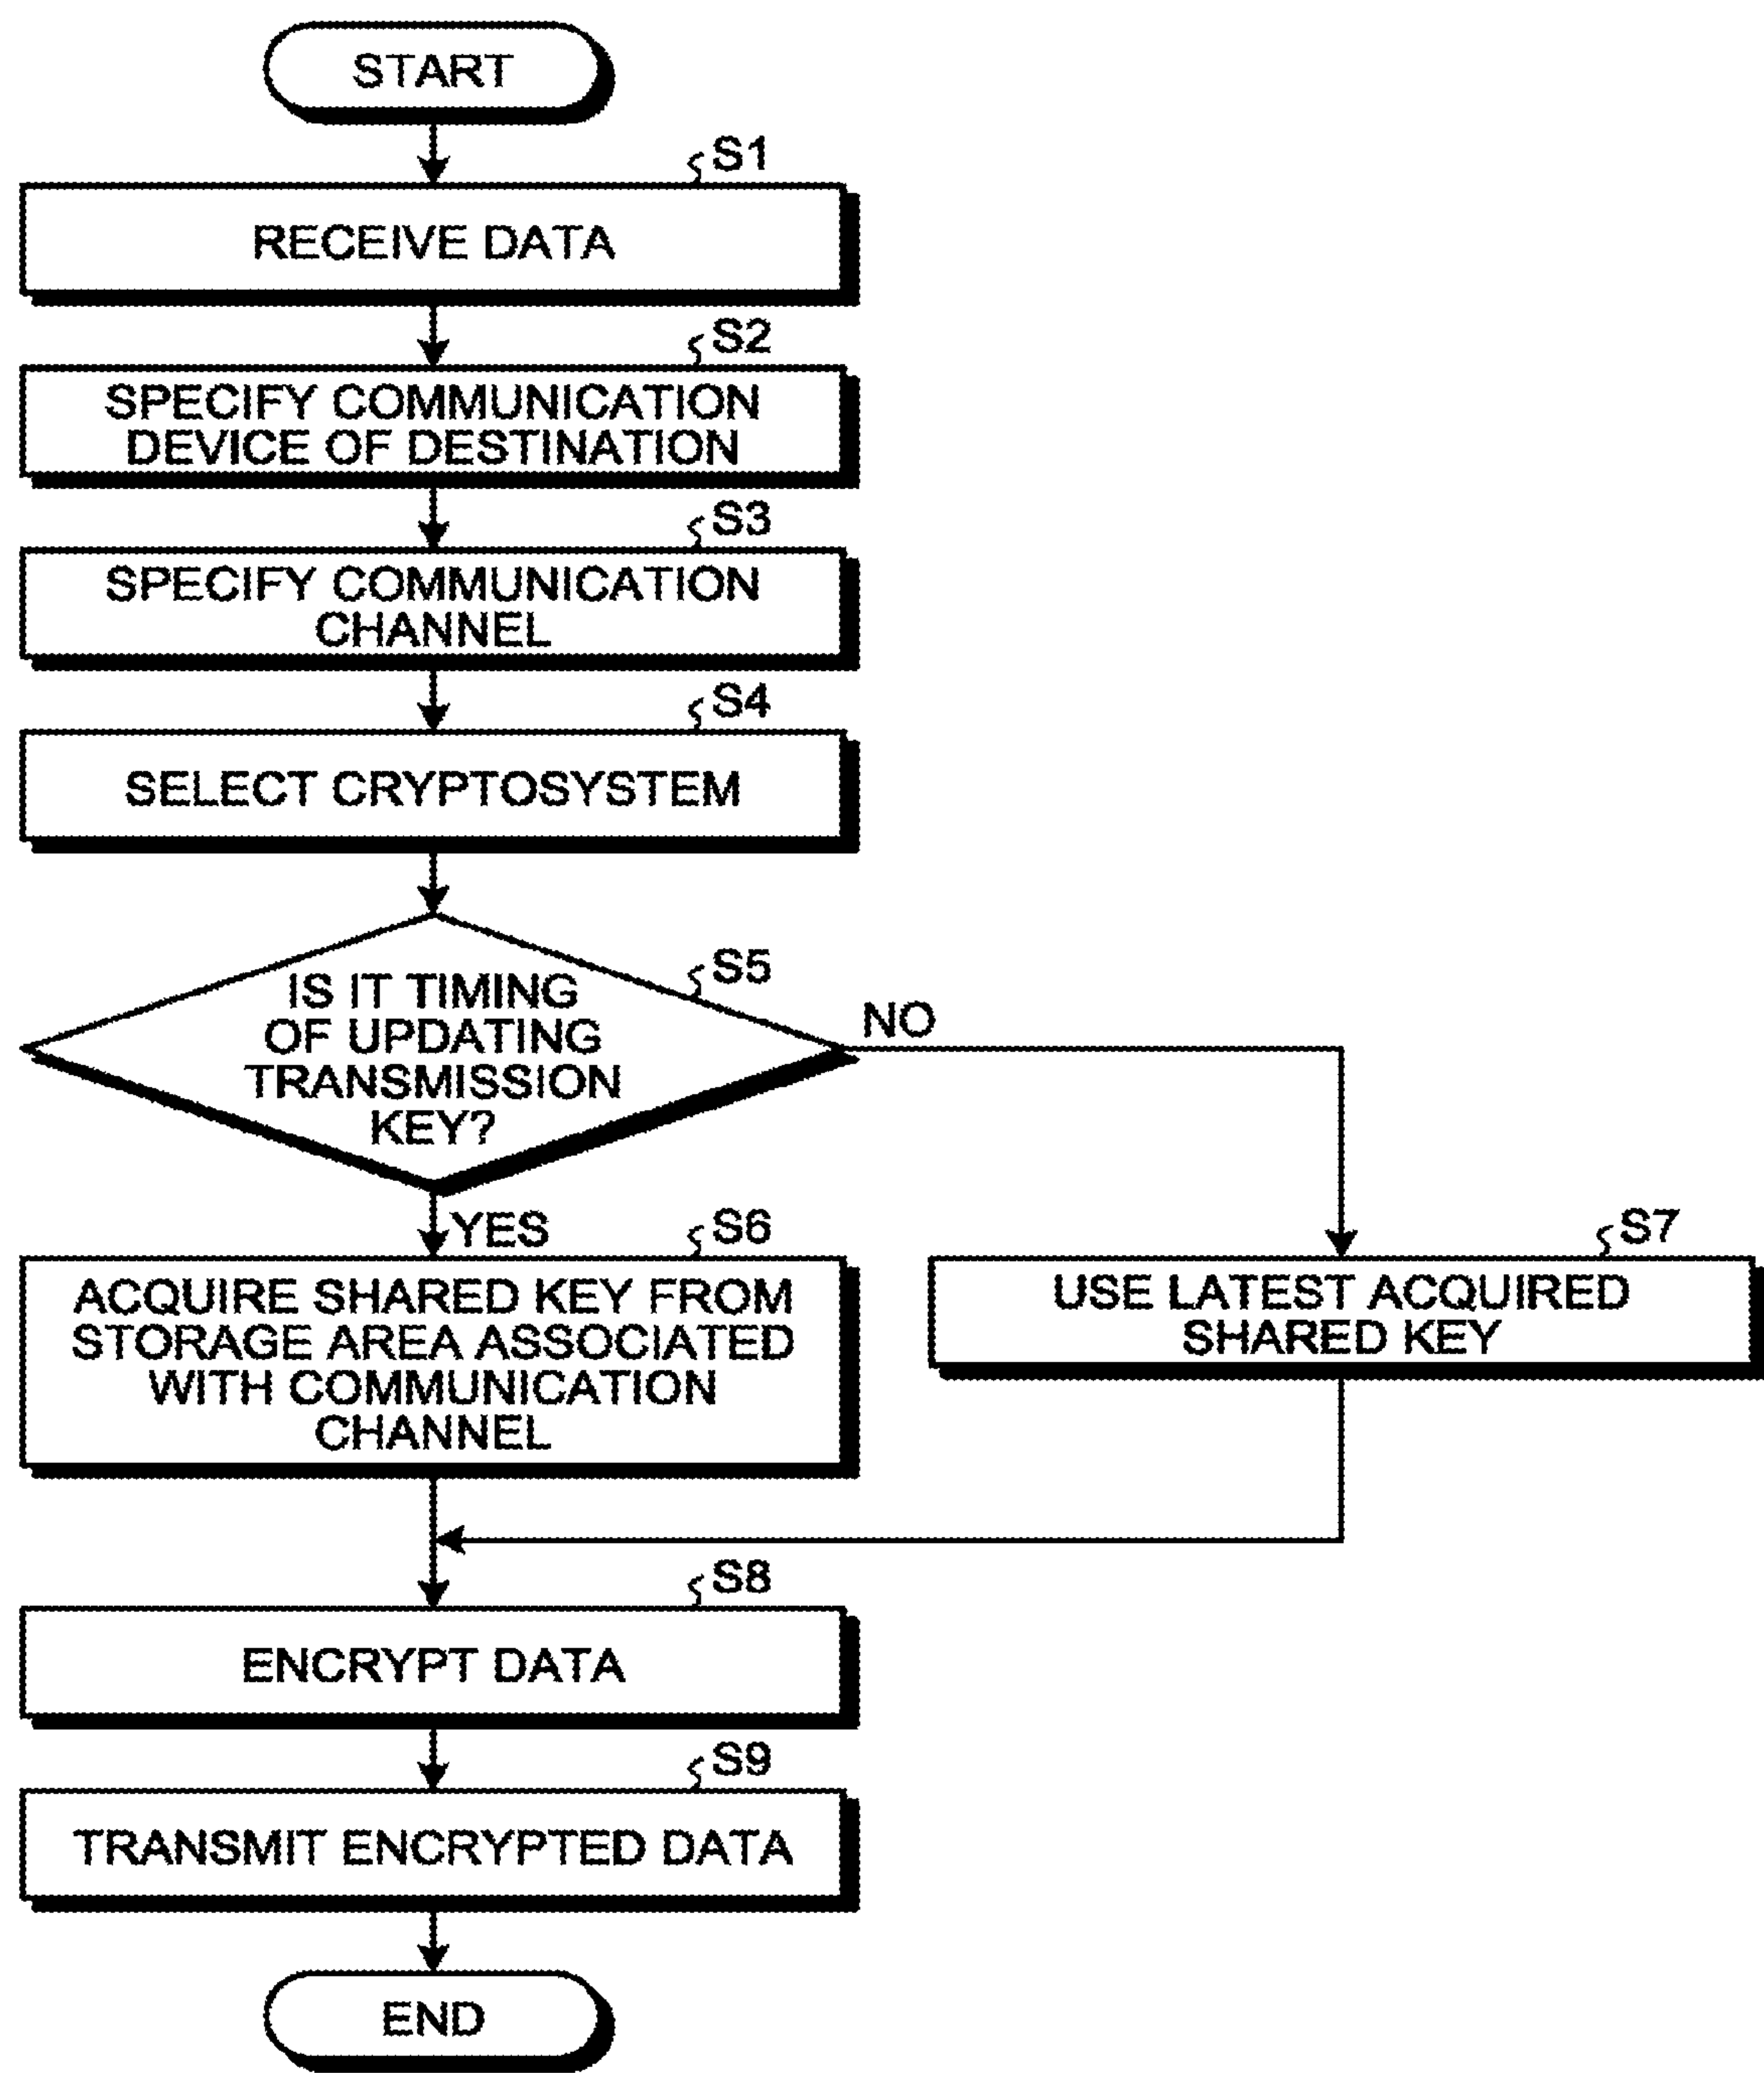 START
S1
RECEIVE DATA
S2
SPECIFY COMMUNICATION
DEVICE OF DESTINATION
S3
SPECIFY COMMUNICATION
CHANNEL
S4
SELECT CRYPTOSYSTEM
S5
IS IT TIMING
OF UPDATING
TRANSMISSION
KEY?
NO
YES
S6
ACQUIRE SHARED KEY FROM
STORAGE AREA ASSOCIATED
WITH COMMUNICATION
CHANNEL
S7
USE LATEST ACQUIRED
SHARED KEY
S8
ENCRYPT DATA
S9
TRANSMIT ENCRYPTED DATA
END